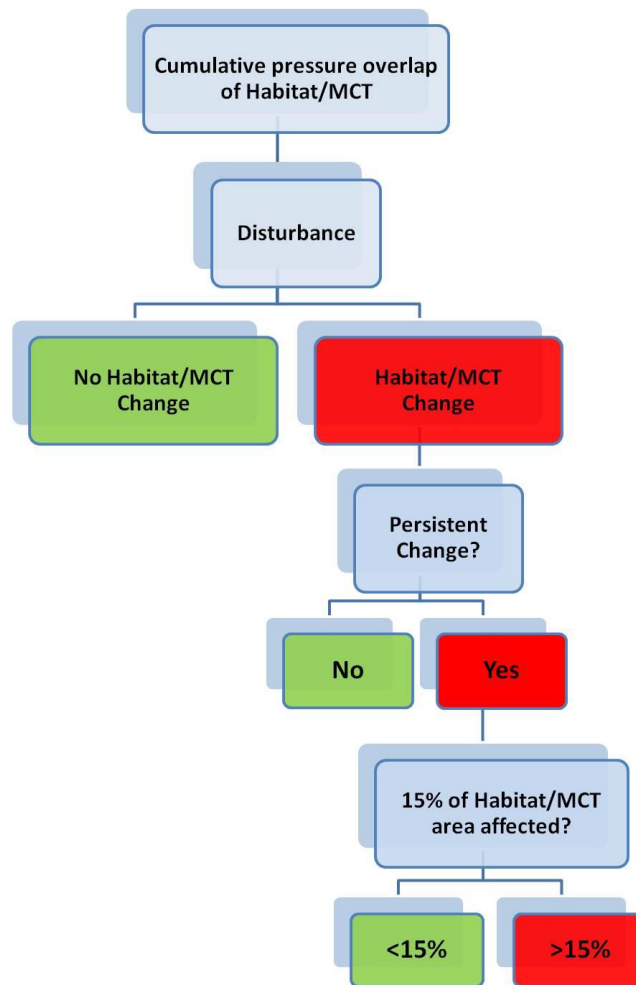 Cumulative pressure overlap
of Habitat/MCT
Disturbance
No Habitat/MCT
Change
Habitat/MCT
Change
Persistent
Change?
No
Yes
15% of Habitat/MCT
area affected?
<15%
>15%